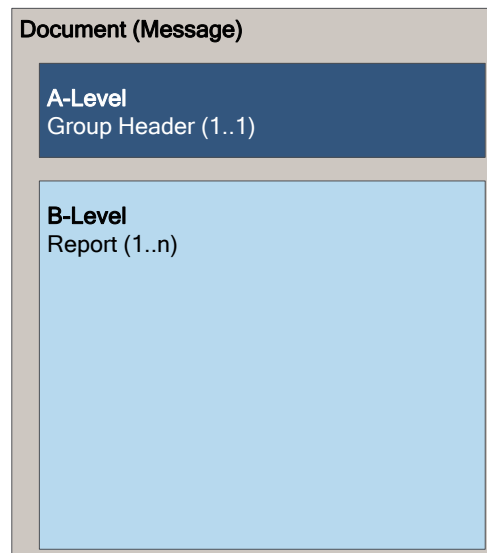 Document (Message)
A-Level
Group Header (1..1)
B-Level
Report (1..n)